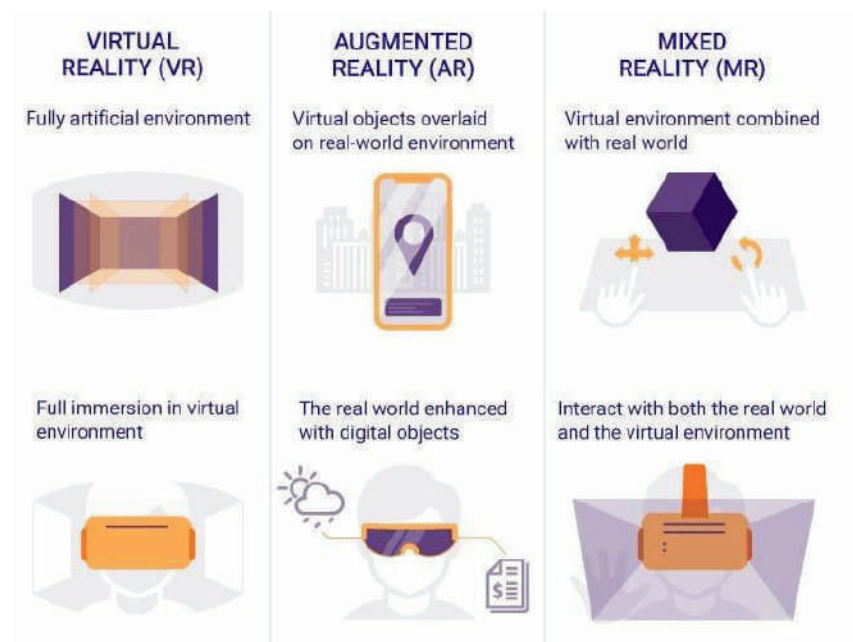 VIRTUAL
REALITY (VR)
Fully artificial environment
Full immersion in virtual
environment
AUGMENTED
REALITY (AR)
Virtual objects overlaid
on real-world environment
The real world enhanced
with digital objects
$
MIXED
REALITY (MR)
Virtual environment combined
with real world
Interact with both the real world
and the virtual environment